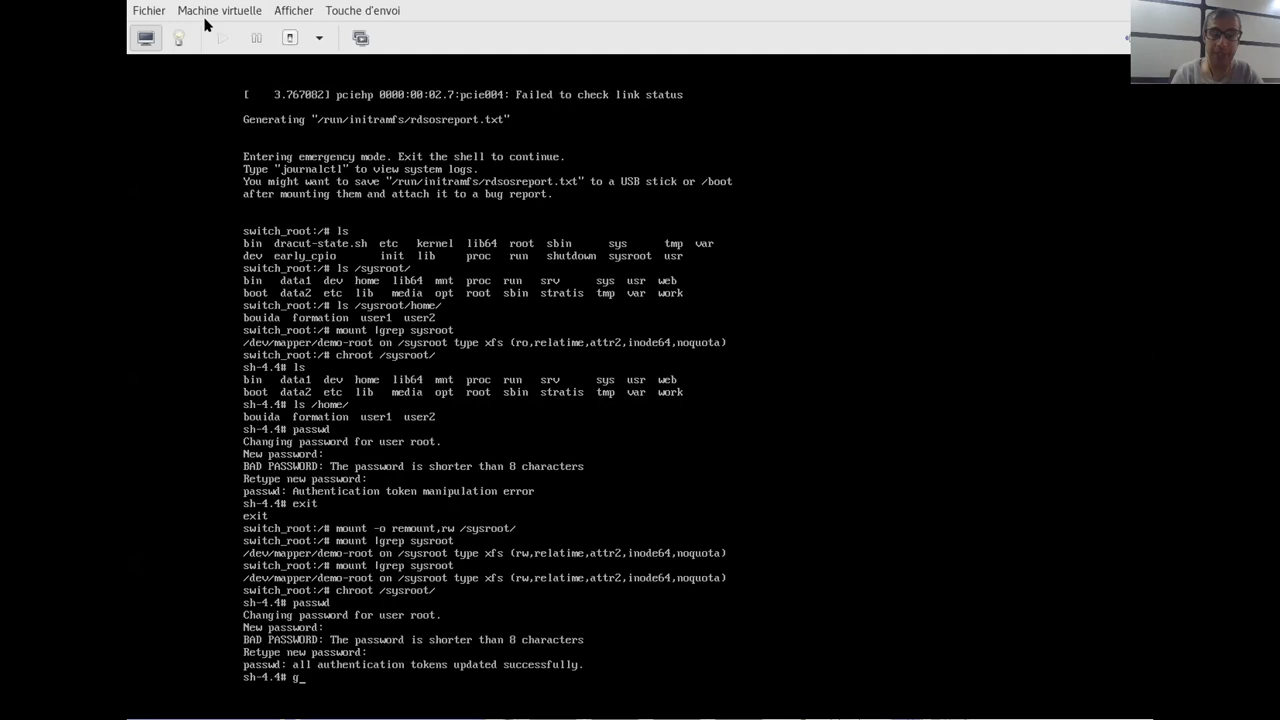 Fichier Machine virtuelle Afficher Touche d'envoi
[    3.767082] pciehp 0000:00:02.7:pcie004: Failed to check link status
Generating "/run/initramfs/rdsosreport.txt"
Entering emergency mode. Exit the shell to continue.
Type "journalctl" to view system logs.
You might want to save "/run/initramfs/rdsosreport.txt" to a USB stick or /boot
after mounting them and attach it to a bug report.
switch_root:/# ls
bin  dracut-state.sh  etc   kernel  lib64  root  sbin      sys      tmp  var
dev  early_cpio       init  lib     proc   run   shutdown  sysroot  usr
switch_root:/# ls /sysroot/
bin   data1  dev  home  lib64  mnt  proc  run   srv      sys  usr  web
boot  data2  etc  lib   media  opt  root  sbin  stratis  tmp  var  work
switch_root:/# ls /sysroot/home/
bouida  formation  user1  user2
switch_root:/# mount |grep sysroot
/dev/mapper/demo-root on /sysroot type xfs (ro,relatime,attr2,inode64,noquota)
switch_root:/# chroot /sysroot/
sh-4.4# ls
bin   data1  dev  home  lib64  mnt  proc  run   srv      sys  usr  web
boot  data2  etc  lib   media  opt  root  sbin  stratis  tmp  var  work
sh-4.4# ls /home/
bouida  formation  user1  user2
sh-4.4# passwd
Changing password for user root.
New password:
BAD PASSWORD: The password is shorter than 8 characters
Retype new password:
passwd: Authentication token manipulation error
sh-4.4# exit
exit
switch_root:/# mount -o remount,rw /sysroot/
switch_root:/# mount |grep sysroot
/dev/mapper/demo-root on /sysroot type xfs (rw,relatime,attr2,inode64,noquota)
switch_root:/# mount |grep sysroot
/dev/mapper/demo-root on /sysroot type xfs (rw,relatime,attr2,inode64,noquota)
switch_root:/# chroot /sysroot/
sh-4.4# passwd
Changing password for user root.
New password:
BAD PASSWORD: The password is shorter than 8 characters
Retype new password:
passwd: all authentication tokens updated successfully.
sh-4.4# g_